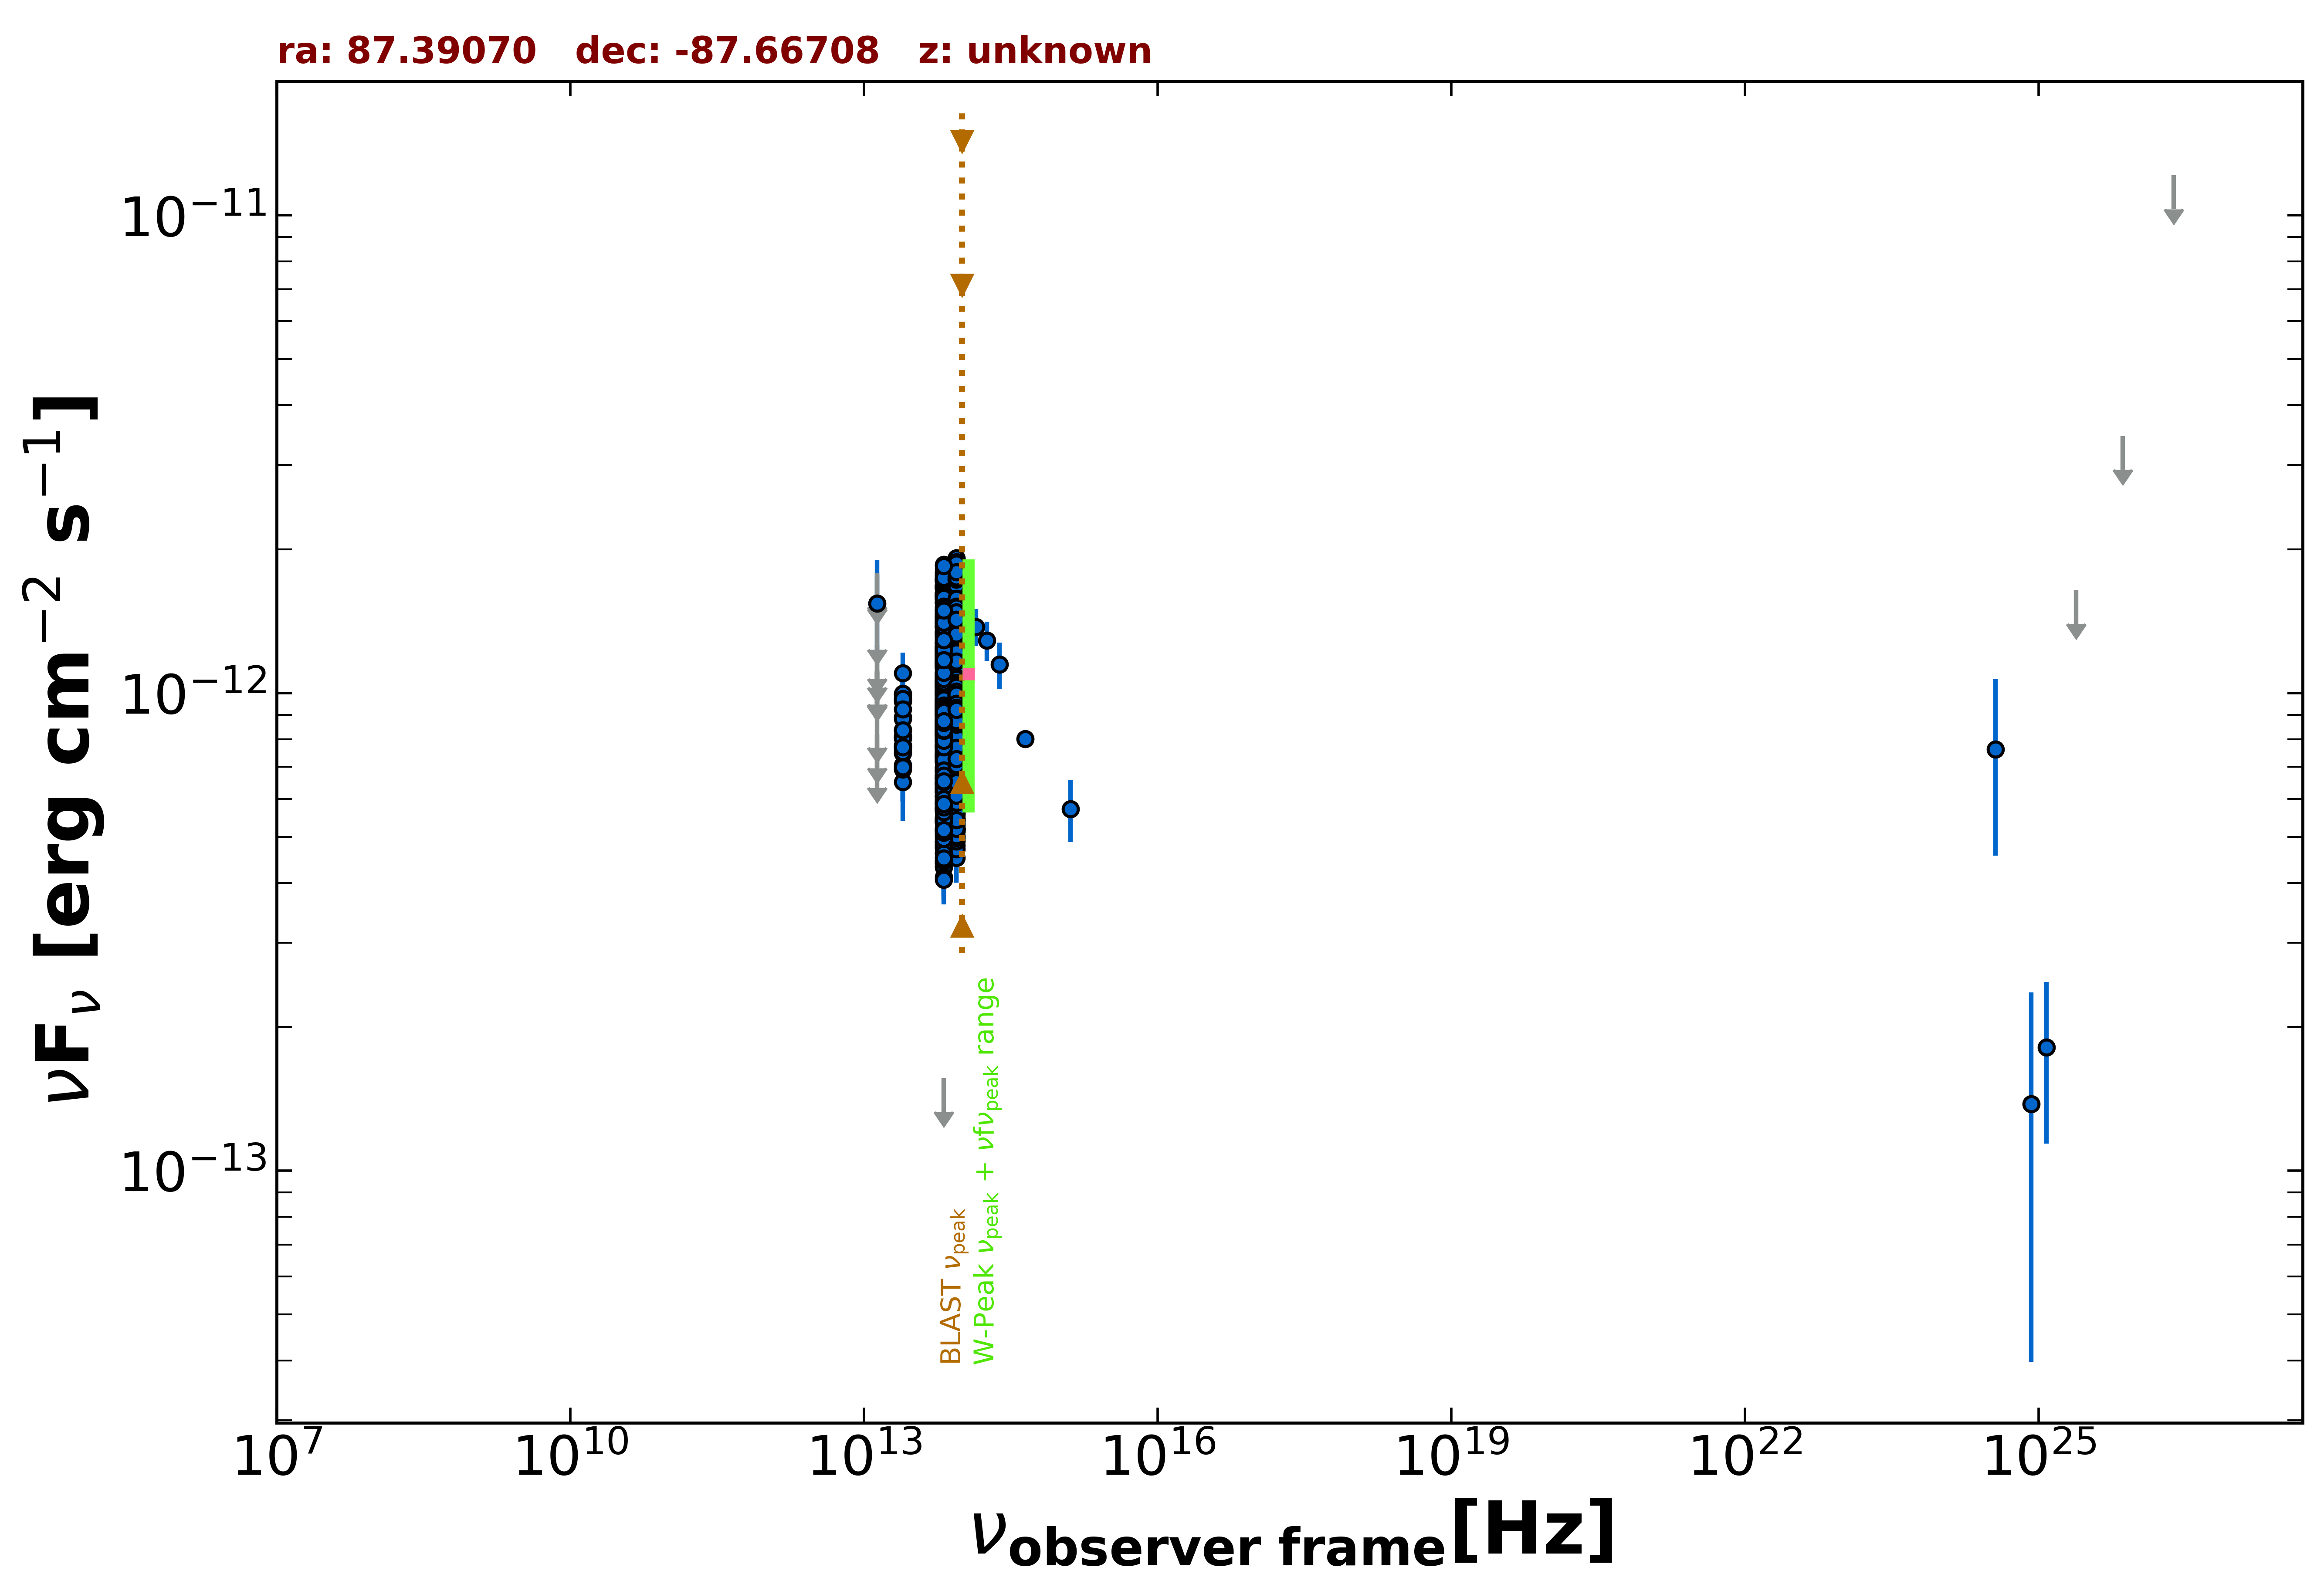 ra: 87.39070   dec: -87.66708   z: unknown
νFν [erg cm−2 s−1]
10−11
10−12
10−13
BLAST νpeak
W-Peak νpeak + νfνpeak range
107 1010 1013 1016 1019 1022 1025
νobserver frame[Hz]